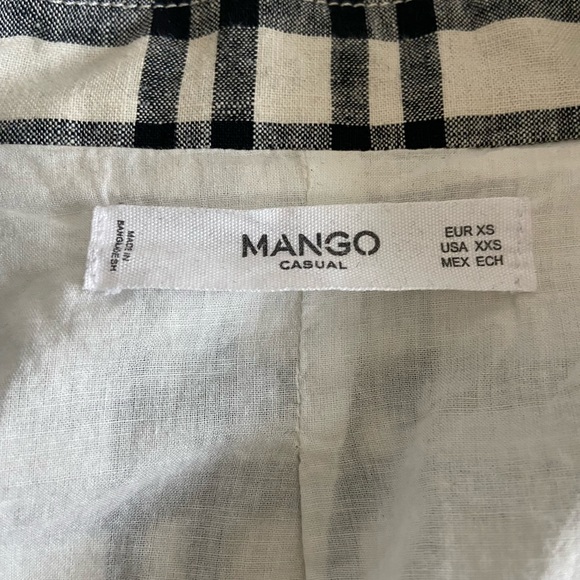 MADE IN
BANGLADESH
MANGO
CASUAL
EUR XS
USA XXS
MEX ECH